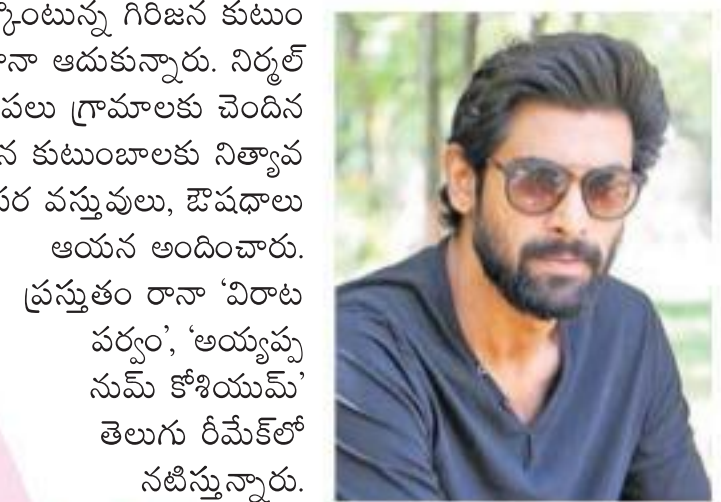 గిరిజన కుటుం
ఆదుకున్నారు. నిర్మల్
పలు గ్రామాలకు చెందిన
కుటుంబాలకు నిత్యావ
వస్తువులు, ఔషధాలు
ఆయన అందించారు.
ప్రస్తుతం రానా ‘విరాట
పర్వం’, ‘అయ్యప్ప
నుమ్ కోశియుమ్’
తెలుగు రీమేక్‌లో
నటిస్తున్నారు.